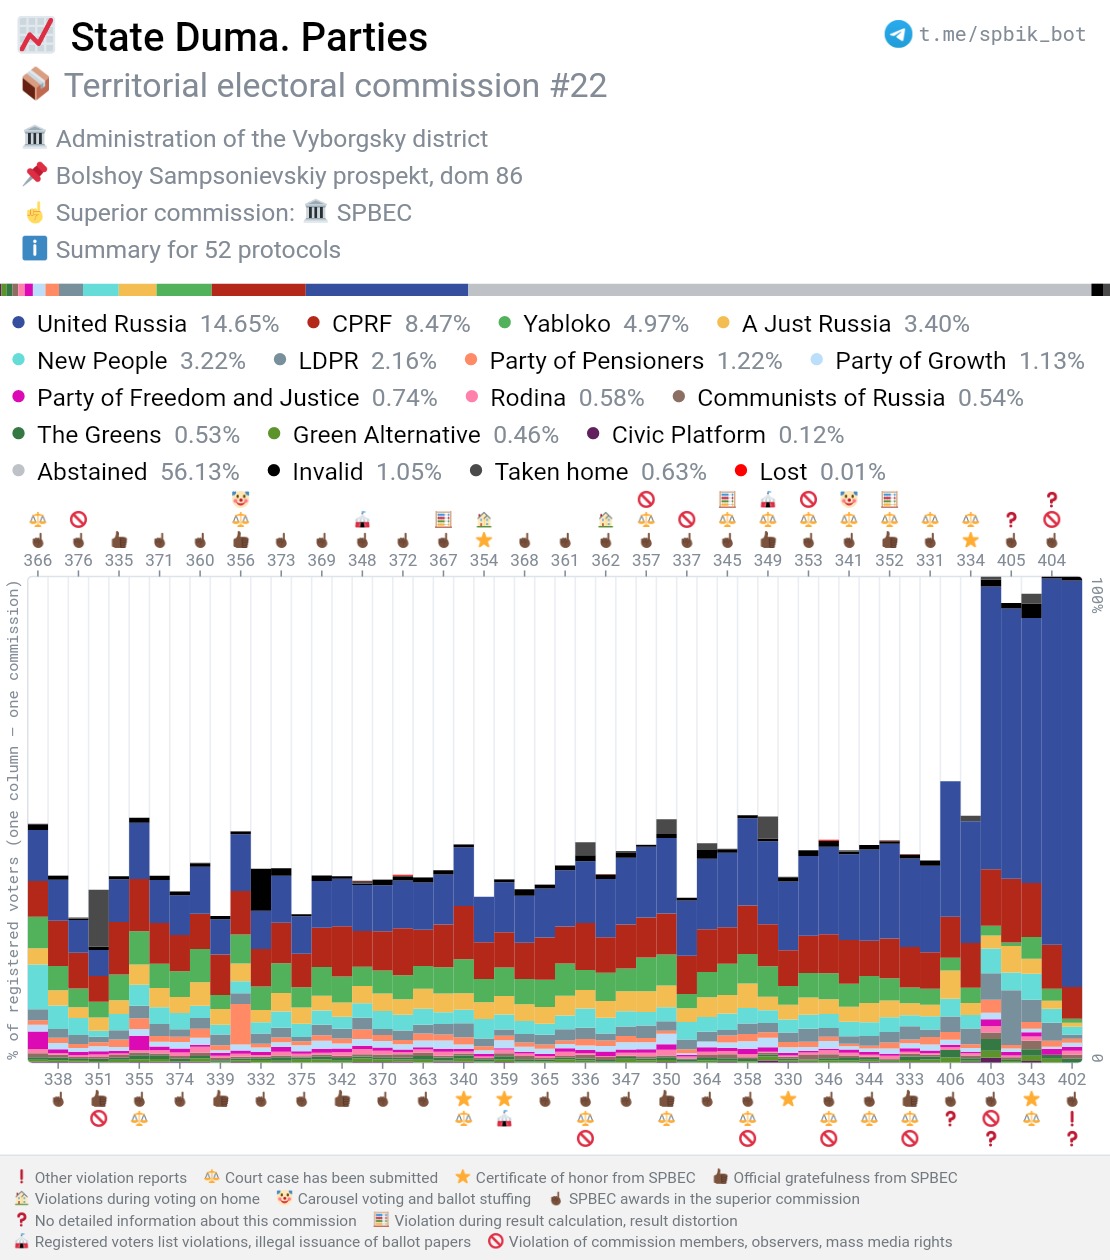 State Duma. Parties
t.me/spbik_bot
Territorial electoral commission #22
Administration of the Vyborgsky district
Bolshoy Sampsonievskiy prospekt, dom 86
Superior commission: SPBEC
Summary for 52 protocols
United Russia 14.65% CPRF 8.47% Yabloko 4.97% A Just Russia 3.40%
New People 3.22% LDPR 2.16% Party of Pensioners 1.22% Party of Growth 1.13%
Party of Freedom and Justice 0.74% Rodina 0.58% Communists of Russia 0.54%
The Greens 0.53% Green Alternative 0.46% Civic Platform 0.12%
Abstained 56.13% Invalid 1.05% Taken home 0.63% Lost 0.01%
366 376 335 371 360 356 373 369 348 372 367 354 368 361 362 357 337 345 349 353 341 352 331 334 405 404
% of registered voters (one column – one commission)
100%
0
338 351 355 374 339 332 375 342 370 363 340 359 365 336 347 350 364 358 330 346 344 333 406 403 343 402
Other violation reports Court case has been submitted Certificate of honor from SPBEC Official gratefulness from SPBEC
Violations during voting on home Carousel voting and ballot stuffing SPBEC awards in the superior commission
No detailed information about this commission Violation during result calculation, result distortion
Registered voters list violations, illegal issuance of ballot papers Violation of commission members, observers, mass media rights